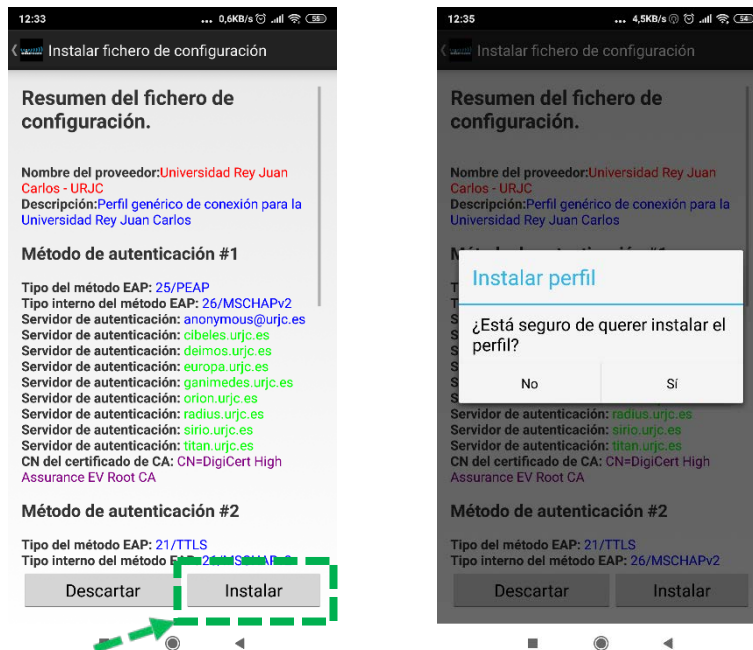 12:33
... 0,6KB/s
55
Instalar fichero de configuración
Resumen del fichero de
configuración.
Nombre del proveedor:Universidad Rey Juan
Carlos - URJC
Descripción:Perfil genérico de conexión para la
Universidad Rey Juan Carlos
Método de autenticación #1
Tipo del método EAP: 25/PEAP
Tipo interno del método EAP: 26/MSCHAPv2
Servidor de autenticación: anonymous@urjc.es
Servidor de autenticación: cibeles.urjc.es
Servidor de autenticación: deimos.urjc.es
Servidor de autenticación: europa.urjc.es
Servidor de autenticación: ganimedes.urjc.es
Servidor de autenticación: orion.urjc.es
Servidor de autenticación: radius.urjc.es
Servidor de autenticación: sirio.urjc.es
Servidor de autenticación: titan.urjc.es
CN del certificado de CA: CN=DigiCert High
Assurance EV Root CA
Método de autenticación #2
Tipo del método EAP: 21/TTLS
Tipo interno del método EAP: 26/MSCHAPv2
Descartar
Instalar
12:35
... 4,5KB/s
54
Instalar fichero de configuración
Resumen del fichero de
configuración.
Nombre del proveedor:Universidad Rey Juan
Carlos - URJC
Descripción:Perfil genérico de conexión para la
Universidad Rey Juan Carlos
Instalar perfil
¿Está seguro de querer instalar el
perfil?
No
Sí
Servidor de autenticación: radius.urjc.es
Servidor de autenticación: sirio.urjc.es
Servidor de autenticación: titan.urjc.es
CN del certificado de CA: CN=DigiCert High
Assurance EV Root CA
Método de autenticación #2
Tipo del método EAP: 21/TTLS
Tipo interno del método EAP: 26/MSCHAPv2
Descartar
Instalar